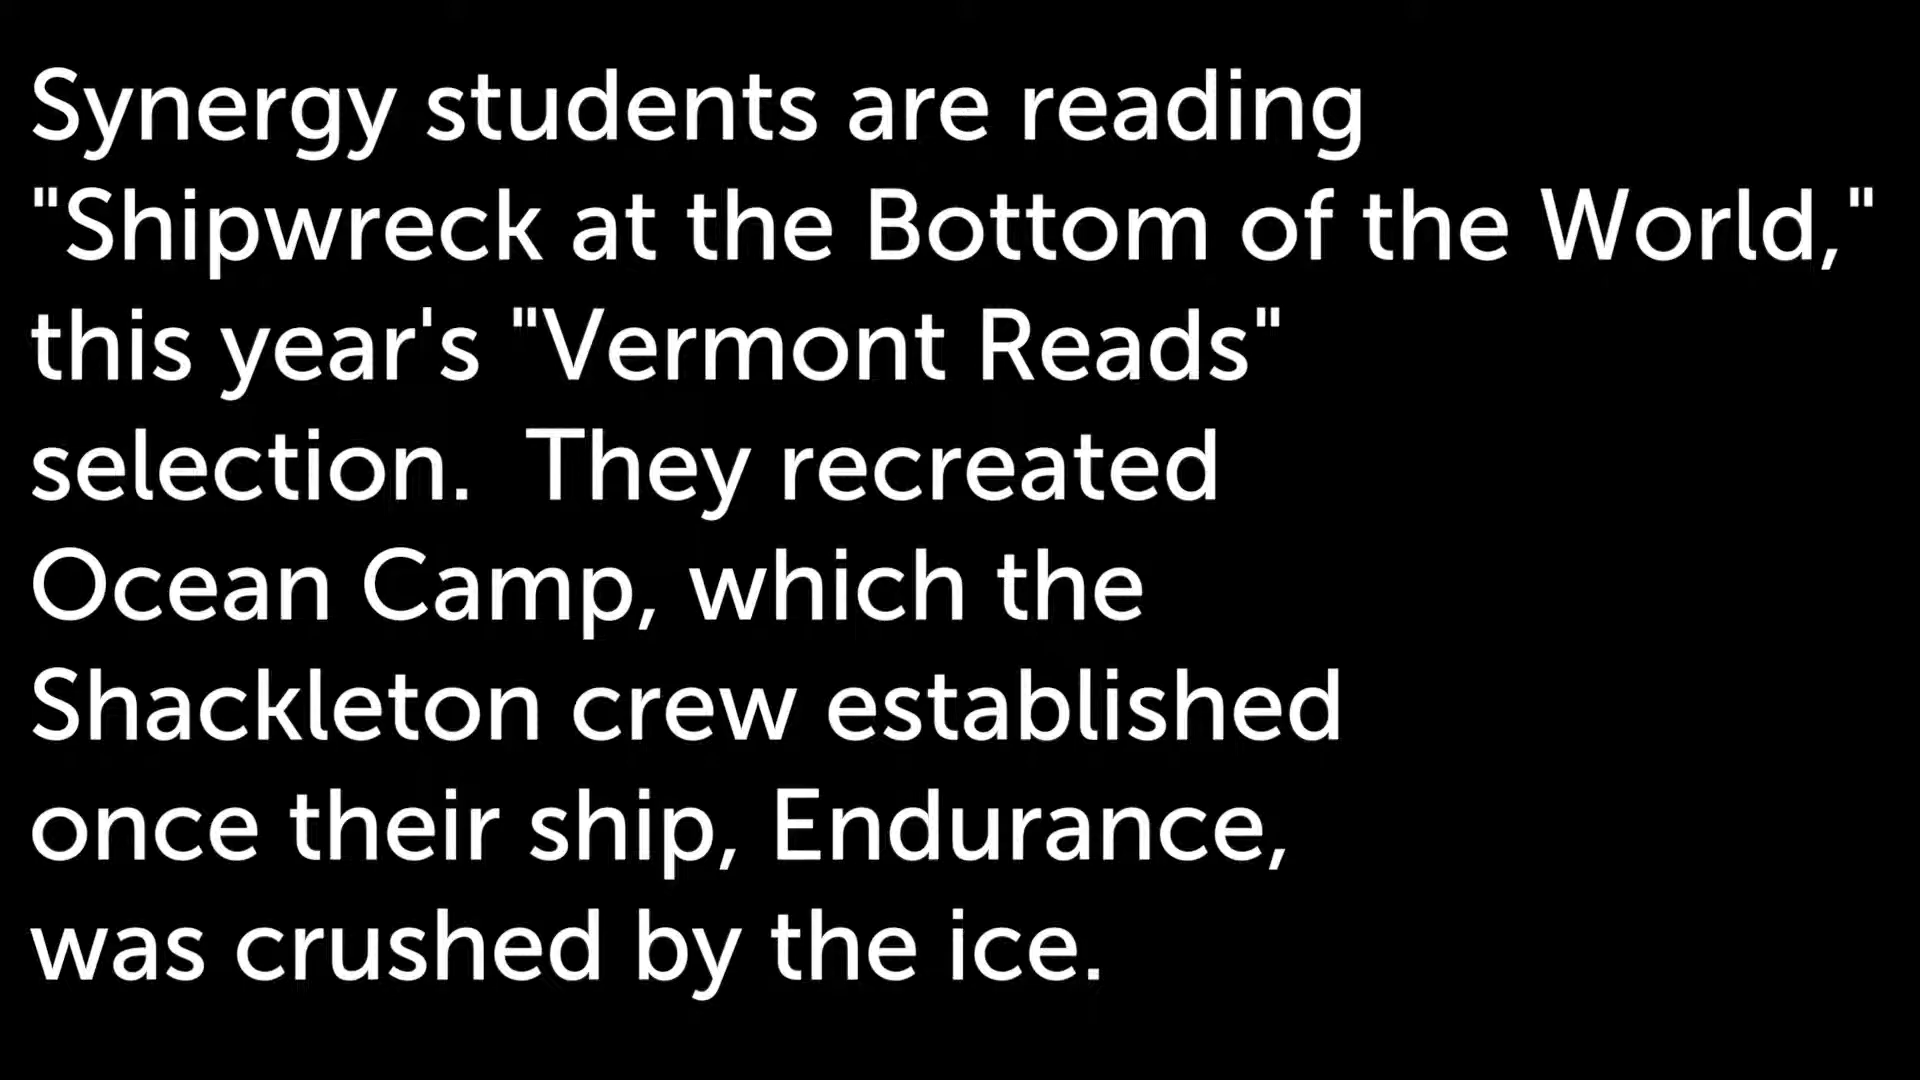 Synergy students are reading
"Shipwreck at the Bottom of the World,"
this year's "Vermont Reads"
selection.  They recreated
Ocean Camp, which the
Shackleton crew established
once their ship, Endurance,
was crushed by the ice.